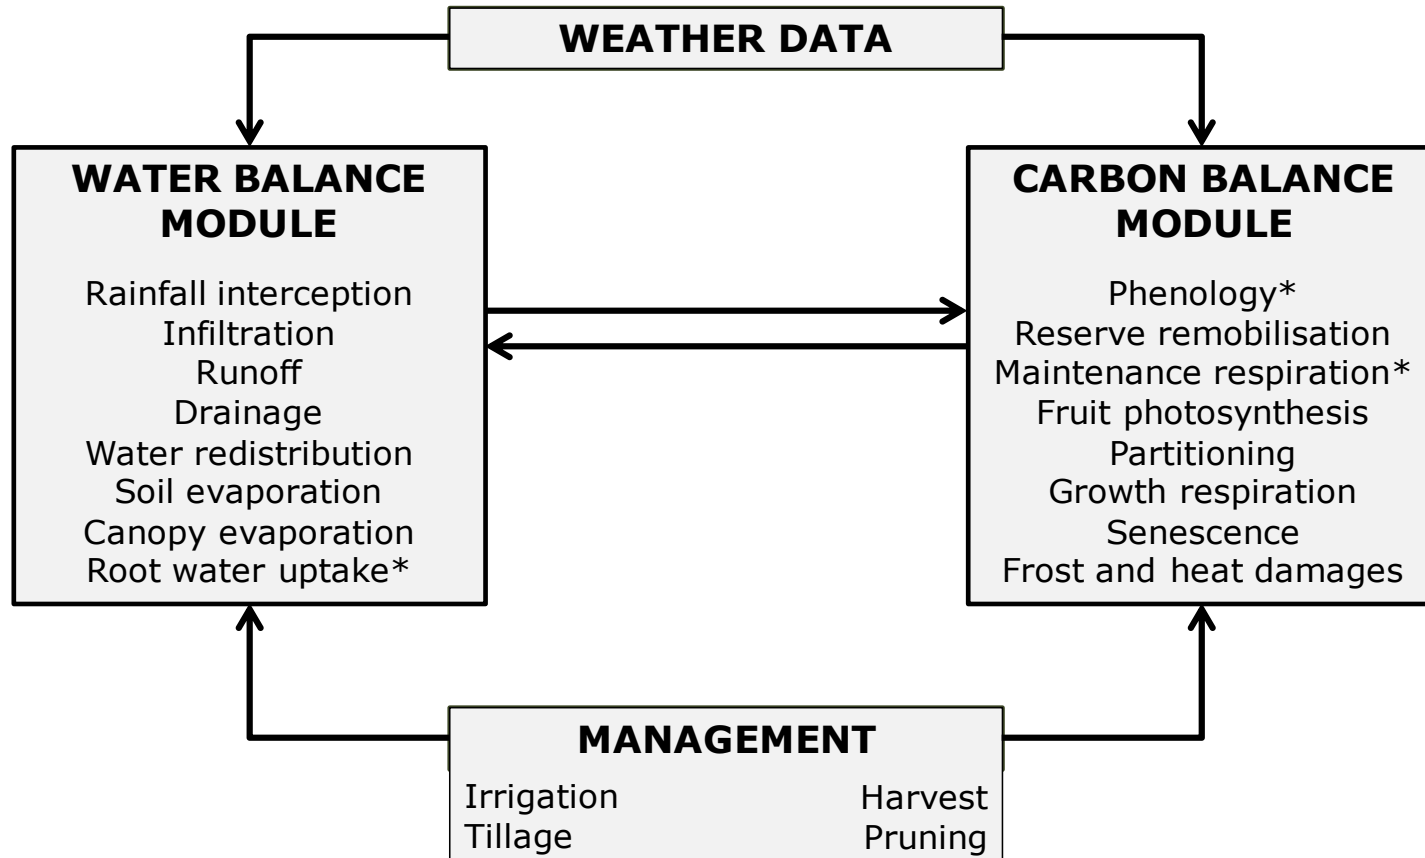 WEATHER DATA
WATER BALANCE
MODULE
Rainfall interception
Infiltration
Runoff
Drainage
Water redistribution
Soil evaporation
Canopy evaporation
Root water uptake*
CARBON BALANCE
MODULE
Phenology*
Reserve remobilisation
Maintenance respiration*
Fruit photosynthesis
Partitioning
Growth respiration
Senescence
Frost and heat damages
MANAGEMENT
Irrigation
Tillage
Harvest
Pruning